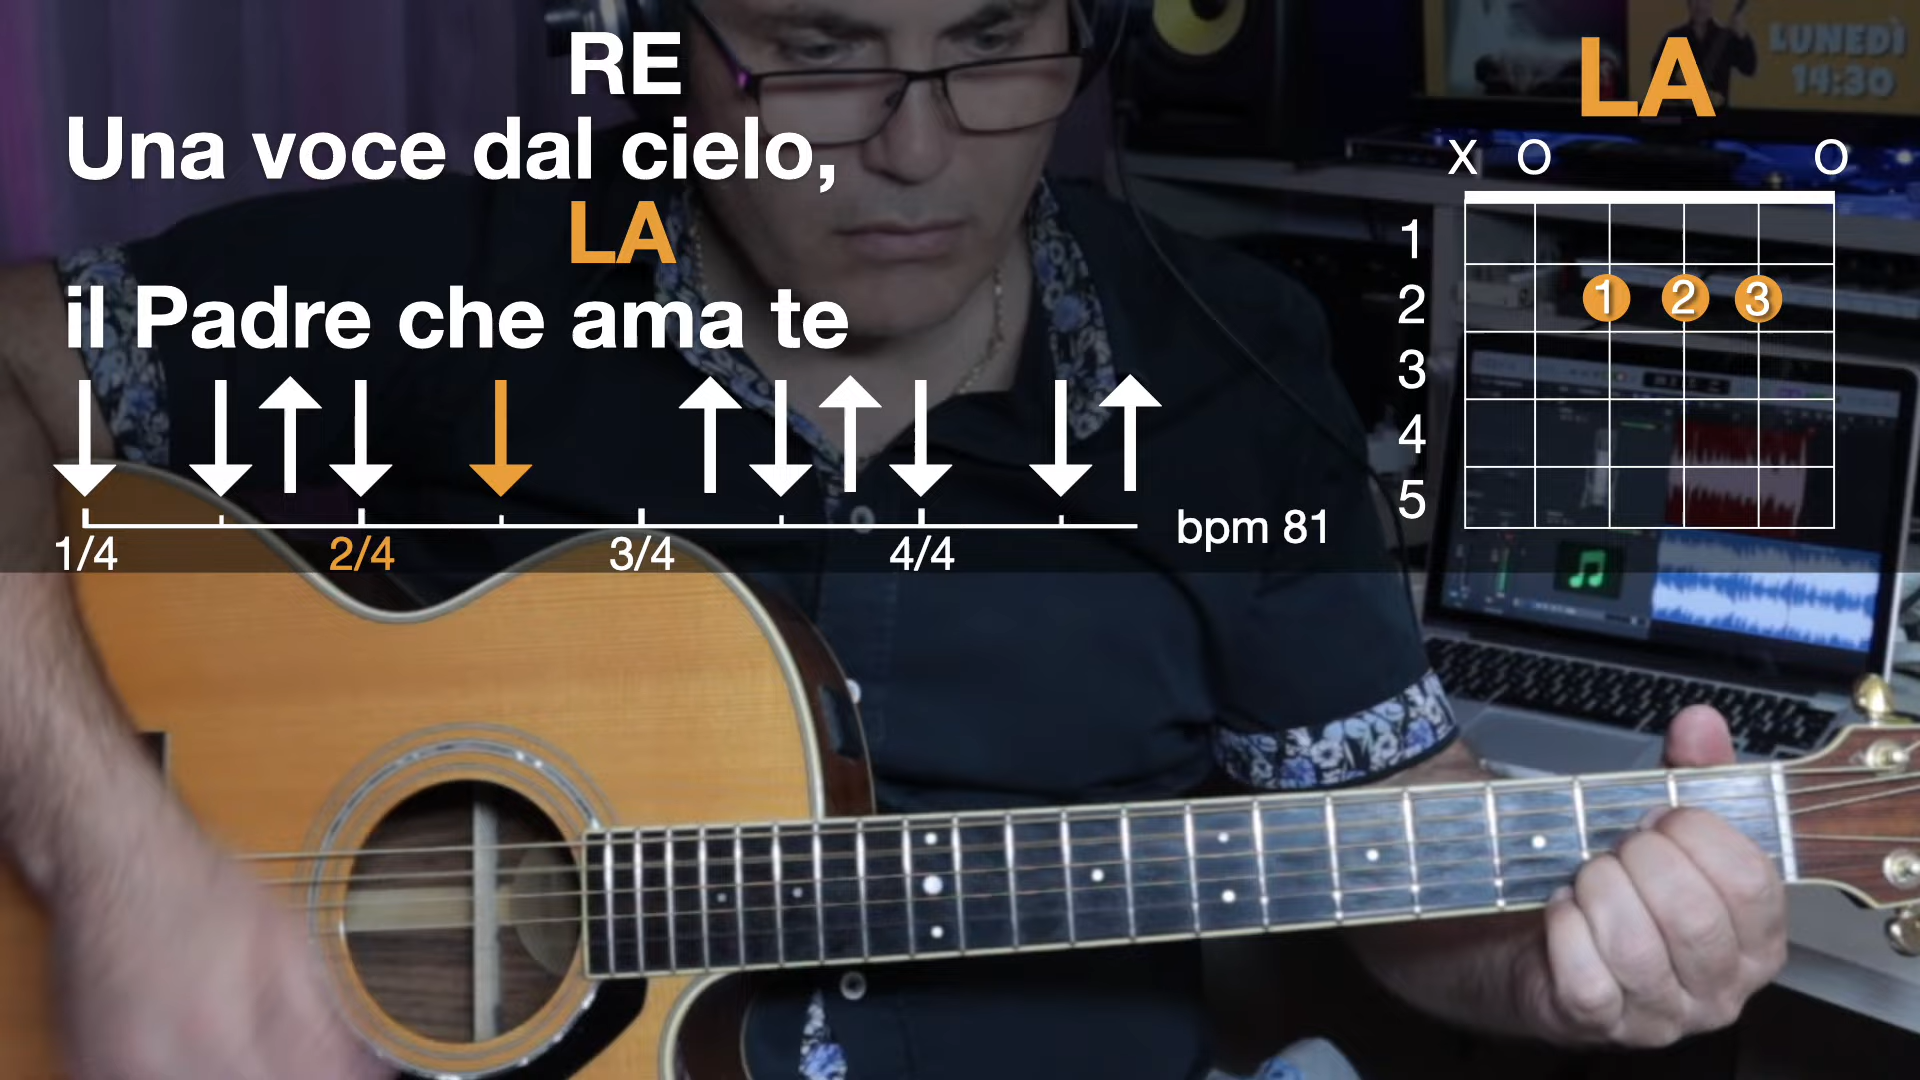 RE
Una voce dal cielo,
LA
il Padre che ama te
1/4 2/4 3/4 4/4
bpm 81
LA
X O O
1
2 1 2 3
3
4
5
LUNEDÌ
14:30